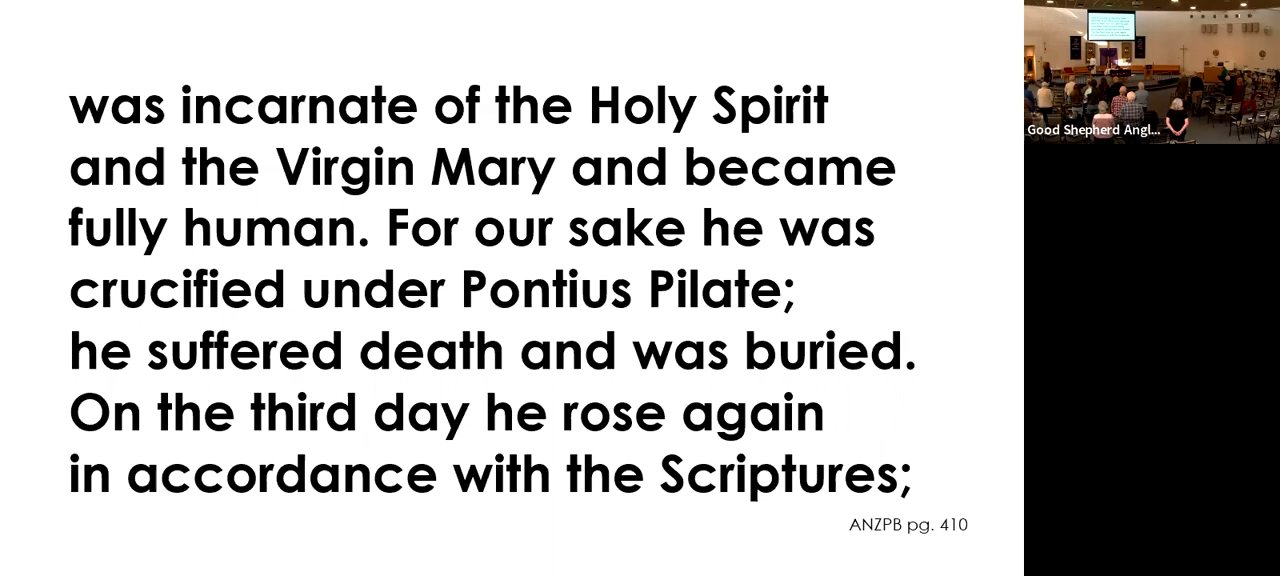 was incarnate of the Holy Spirit
and the Virgin Mary and became
fully human. For our sake he was
crucified under Pontius Pilate;
he suffered death and was buried.
On the third day he rose again
in accordance with the Scriptures;
ANZPB pg. 410
Good Shepherd Angl...